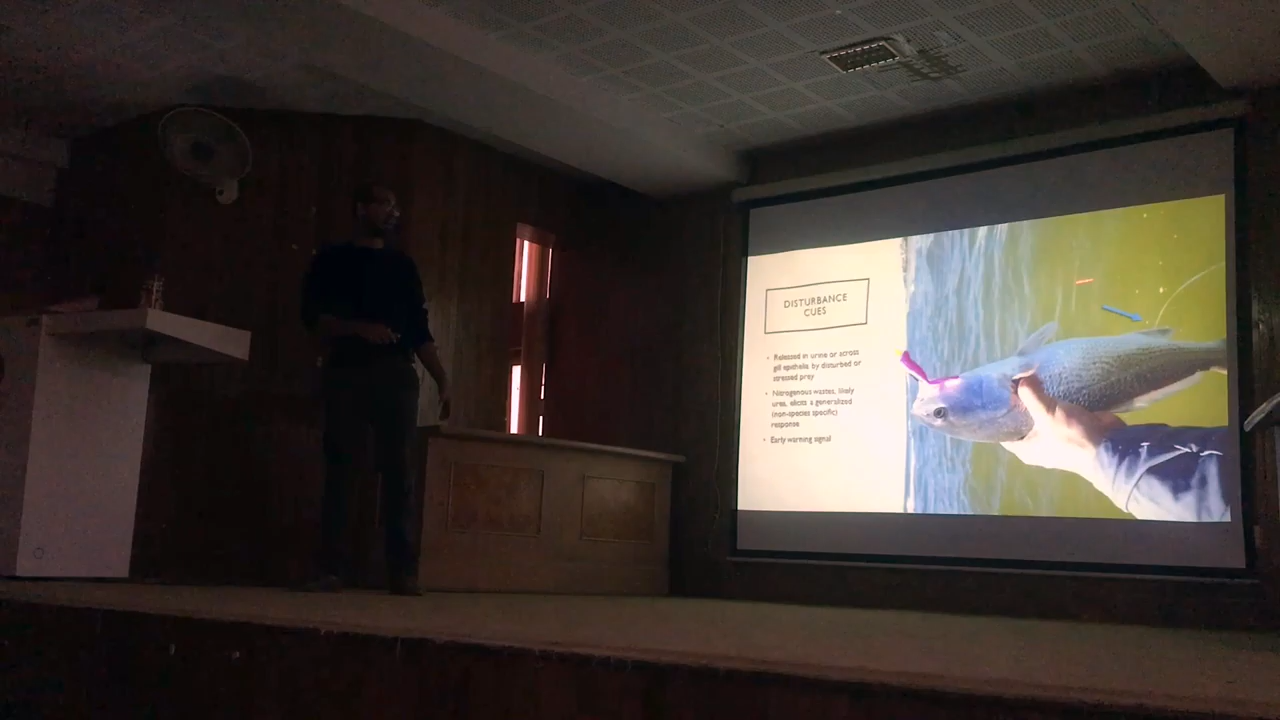 DISTURBANCE
CUES
• Released in urine or across
gill epithelia by disturbed or
stressed prey
• Nitrogenous wastes, likely
urea, elicits a generalized
(non-species specific)
response
• Early warning signal